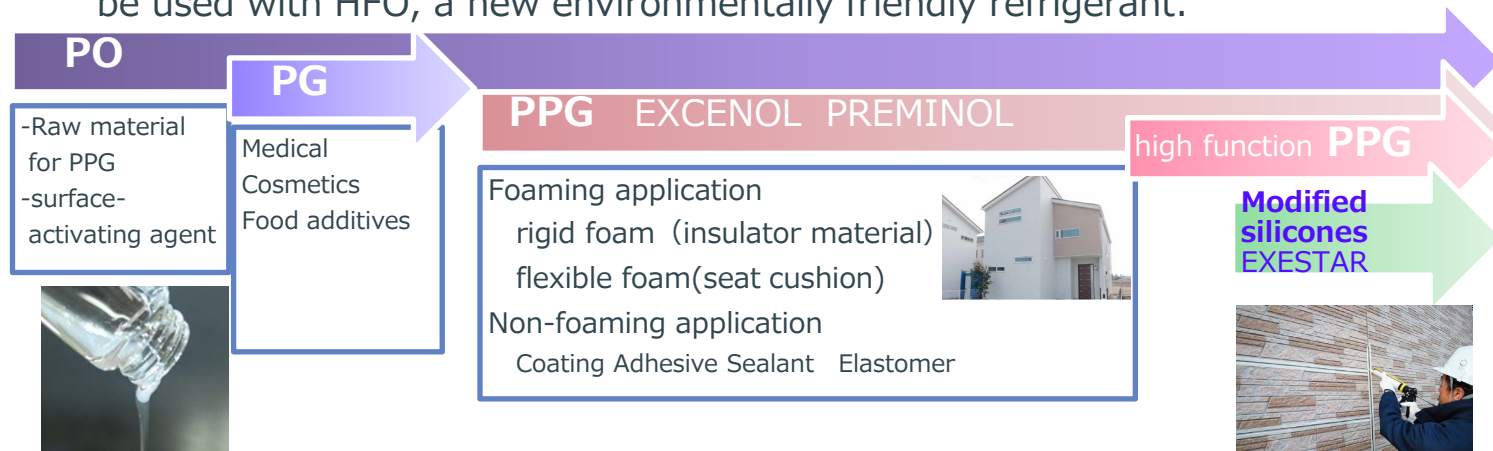 be used with HFO, a new environmentally friendly refrigerant.
PO
PG
PPG EXCENOL PREMINOL
high function PPG
-Raw material
for PPG
-surface-
activating agent
Medical
Cosmetics
Food additives
Foaming application
rigid foam（insulator material）
flexible foam(seat cushion)
Non-foaming application
Coating Adhesive Sealant Elastomer
Modified
silicones
EXESTAR